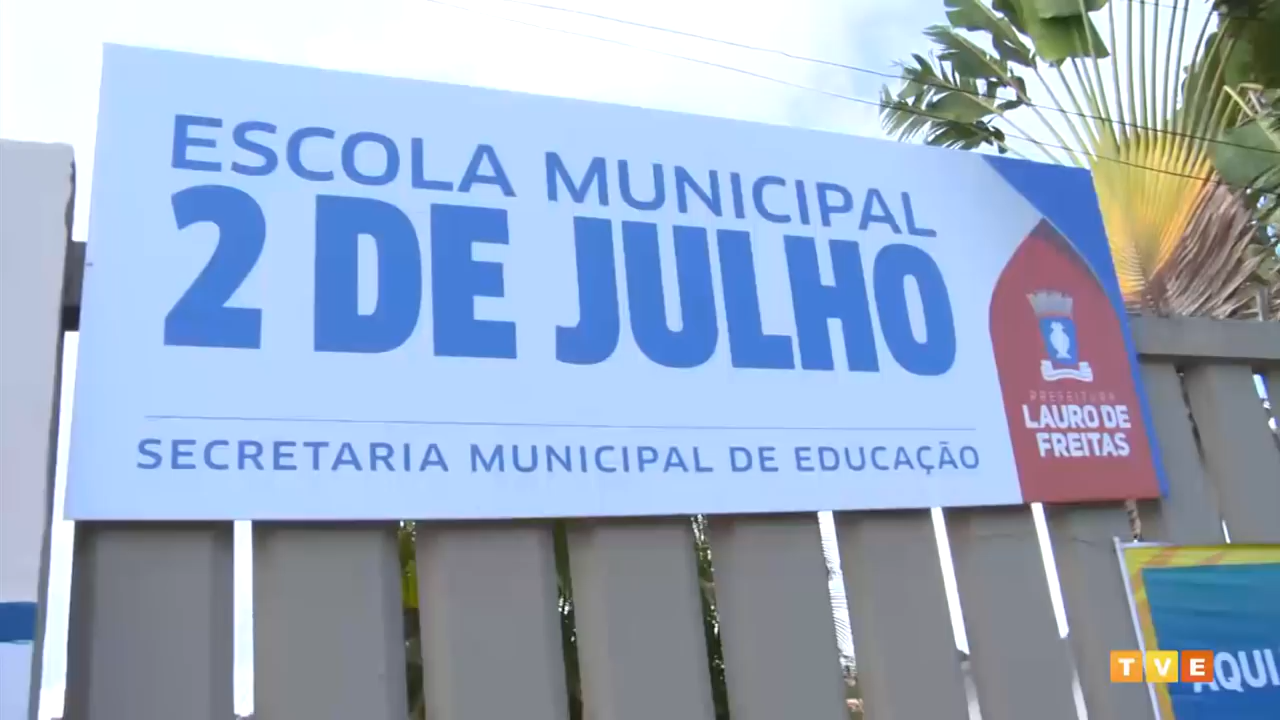 ESCOLA MUNICIPAL
2 DE JULHO
SECRETARIA MUNICIPAL DE EDUCAÇÃO
PREFEITURA
LAURO DE
FREITAS
AQUI
TVE